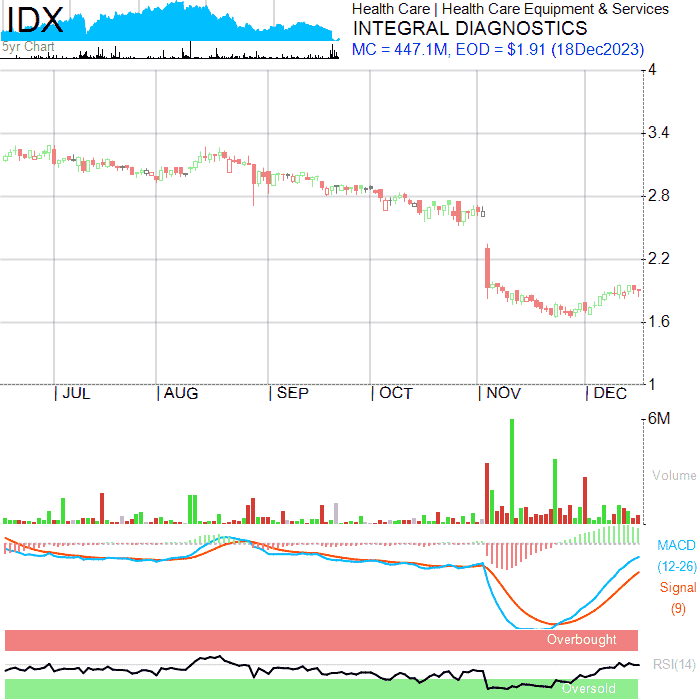 IDX
5yr Chart
Health Care | Health Care Equipment & Services
INTEGRAL DIAGNOSTICS
MC = 447.1M, EOD = $1.91 (18Dec2023)
4
3.4
2.8
2.2
1.6
1
| JUL | AUG | SEP | OCT | NOV | DEC
6M
Volume
MACD
(12-26)
Signal
(9)
Overbought
RSI(14)
Oversold